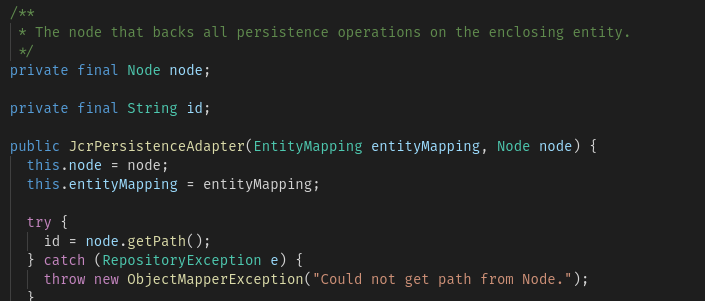 /**
 * The node that backs all persistence operations on the enclosing entity.
 */
private final Node node;

private final String id;

public JcrPersistenceAdapter(EntityMapping entityMapping, Node node) {
  this.node = node;
  this.entityMapping = entityMapping;

  try {
    id = node.getPath();
  } catch (RepositoryException e) {
    throw new ObjectMapperException("Could not get path from Node.");
  }